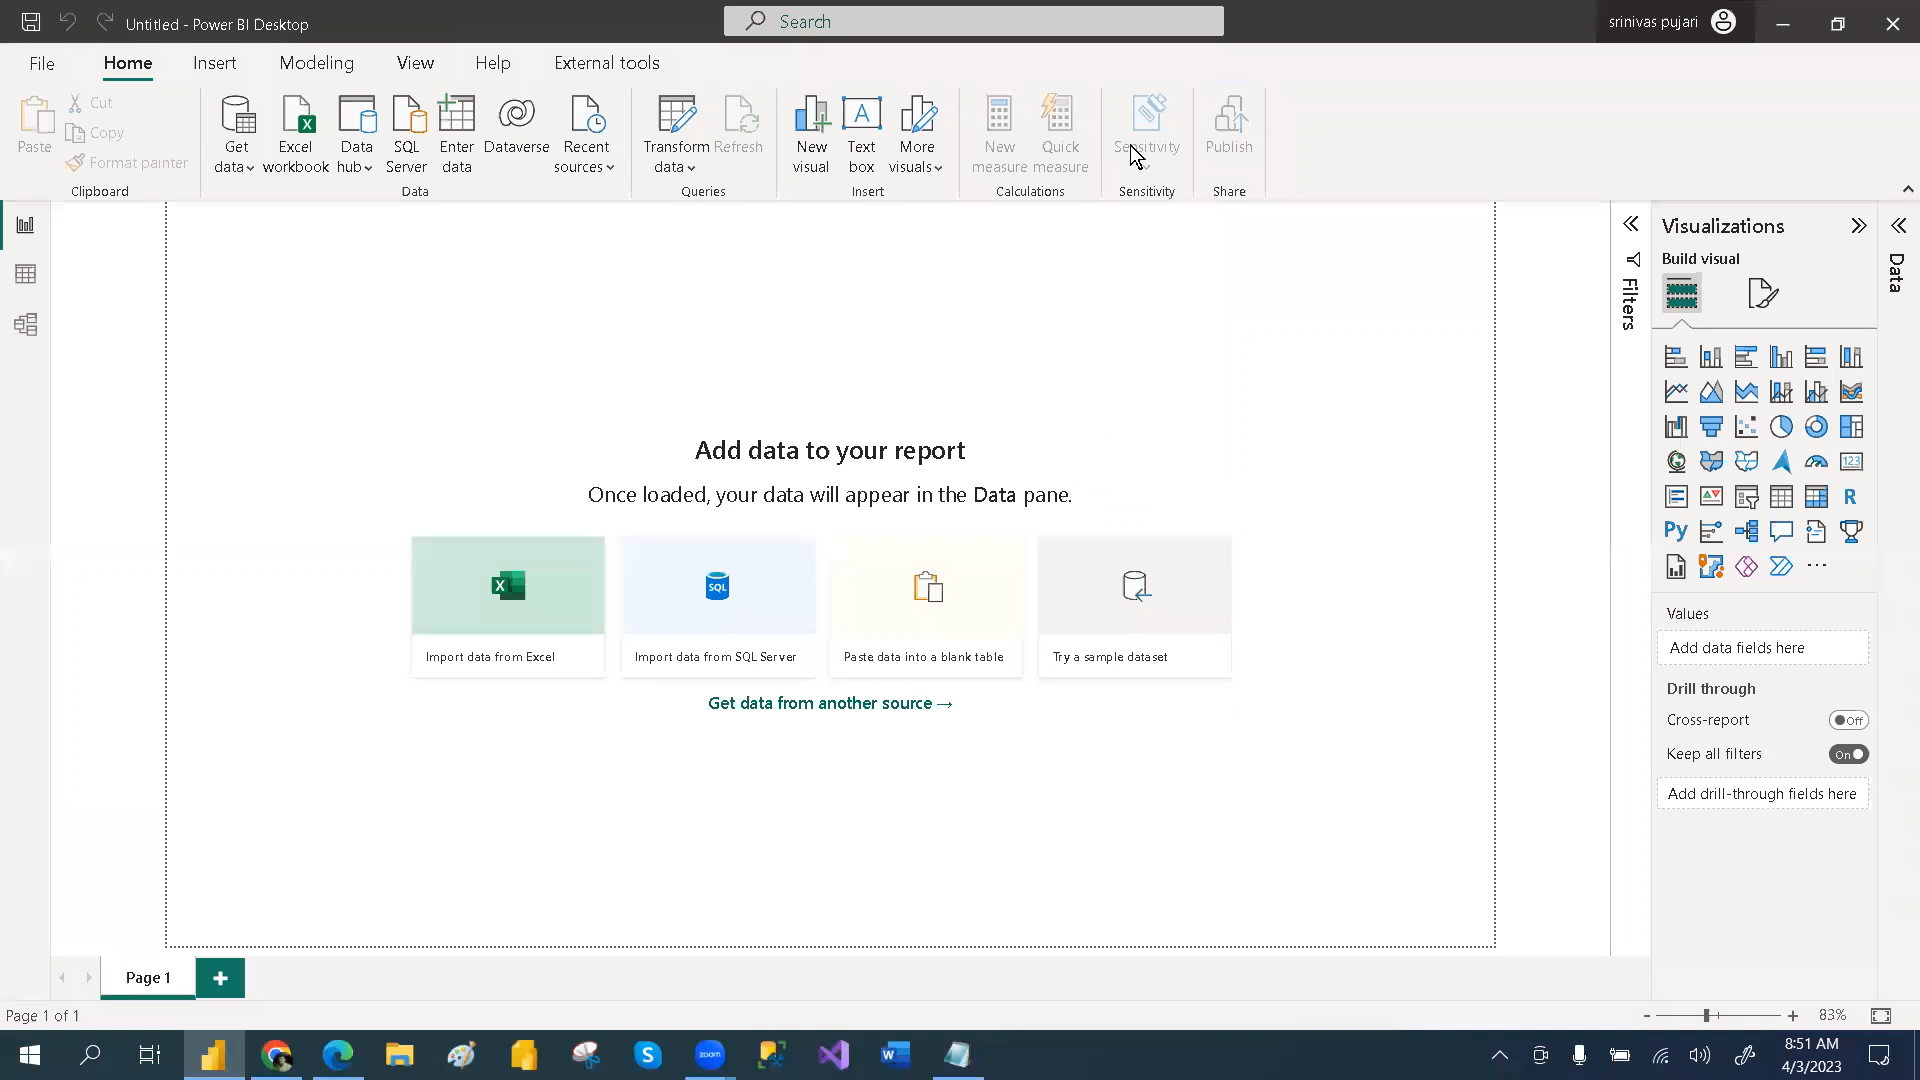 Untitled - Power BI Desktop
Search
srinivas pujari
File
Home
Insert
Modeling
View
Help
External tools
Paste
Cut
Copy
Format painter
Clipboard
Get data
Excel workbook
Data hub
SQL Server
Enter data
Dataverse
Recent sources
Data
Transform data
Refresh
Queries
New visual
Text box
More visuals
Insert
New measure
Quick measure
Calculations
Sensitivity
Sensitivity
Publish
Share
Add data to your report
Once loaded, your data will appear in the Data pane.
SQL
Import data from Excel
Import data from SQL Server
Paste data into a blank table
Try a sample dataset
Get data from another source →
Filters
Visualizations
Build visual
123
R
Py
Values
Add data fields here
Drill through
Cross-report
Off
Keep all filters
On
Add drill-through fields here
Data
Page 1
Page 1 of 1
83%
zoom
8:51 AM
4/3/2023